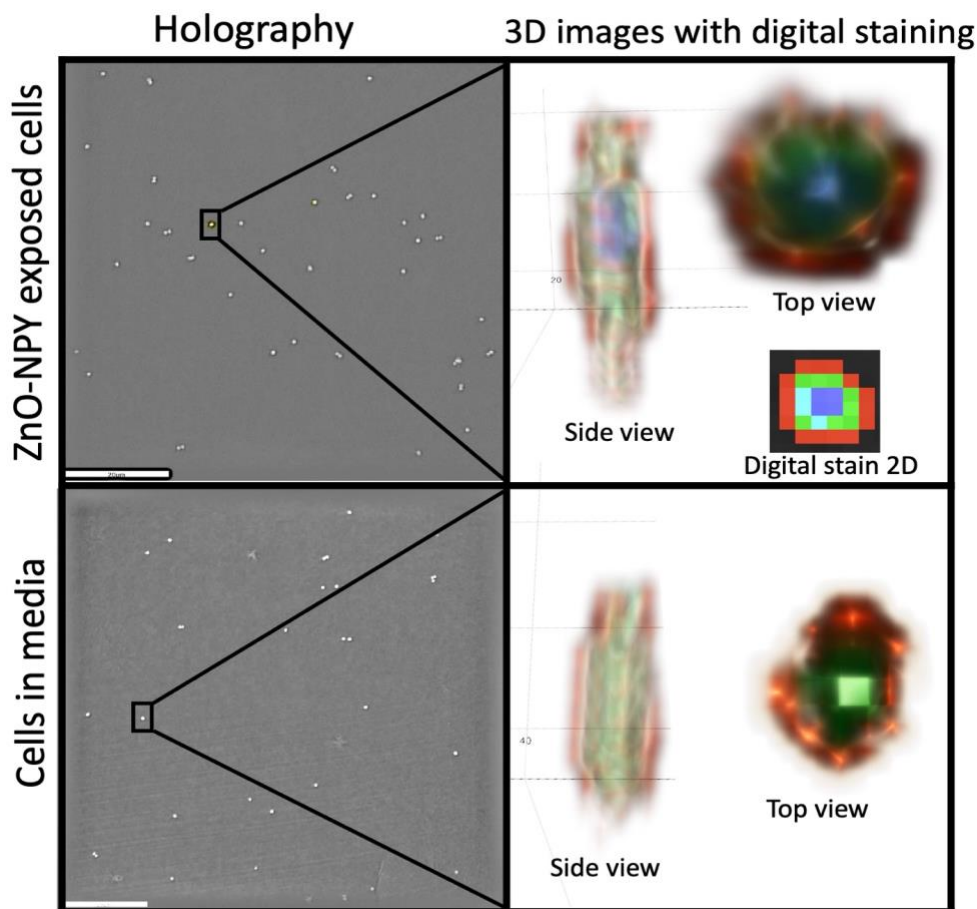 Holography
3D images with digital staining
ZnO-NPY exposed cells
20
Top view
Side view
Digital stain 2D
20µm
Cells in media
40
Top view
Side view